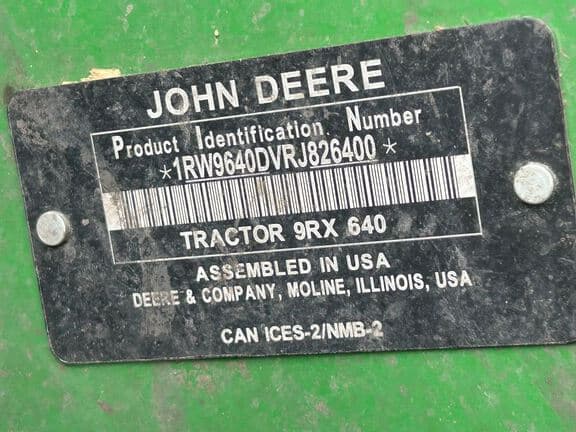 JOHN DEERE
Product Identification Number
*1RW9640DVRJ826400*
TRACTOR 9RX 640
ASSEMBLED IN USA
DEERE & COMPANY, MOLINE, ILLINOIS, USA
CAN ICES-2/NMB-2